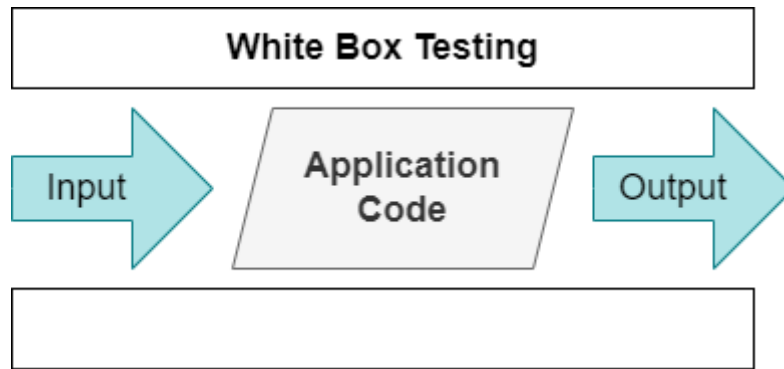 White Box Testing
Input
Application
Code
Output